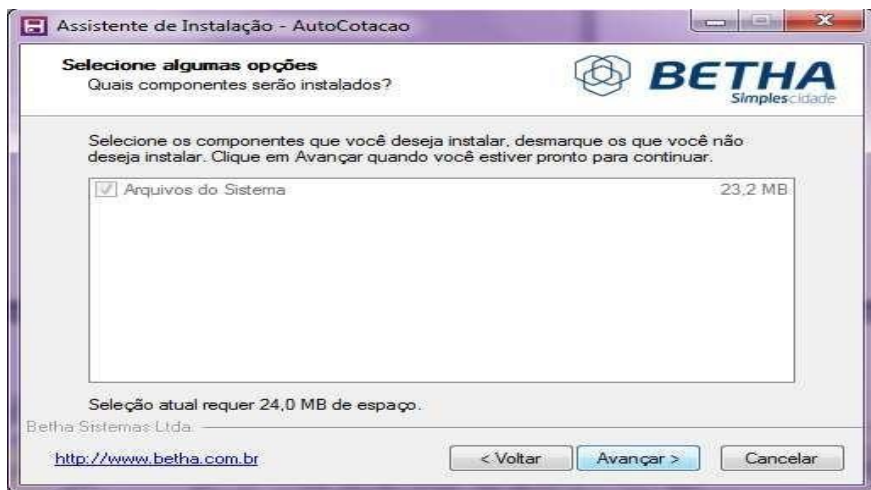 Assistente de Instalação - AutoCotacao
Selecione algumas opções
Quais componentes serão instalados?
BETHA
Simplescidade
Selecione os componentes que você deseja instalar, desmarque os que você não
deseja instalar. Clique em Avançar quando você estiver pronto para continuar.
Arquivos do Sistema 23,2 MB
Seleção atual requer 24,0 MB de espaço.
Betha Sistemas Ltda.
http://www.betha.com.br < Voltar Avançar > Cancelar